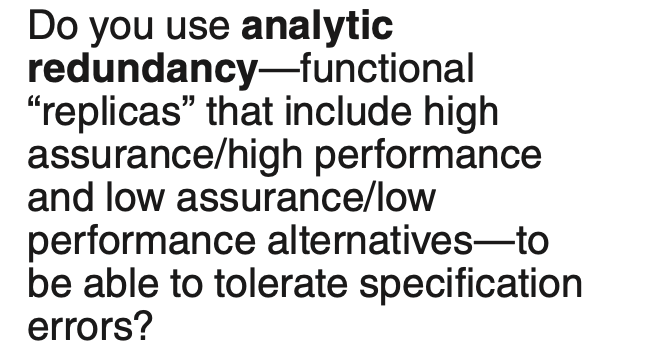 Do you use analytic
redundancy—functional
“replicas” that include high
assurance/high performance
and low assurance/low
performance alternatives—to
be able to tolerate specification
errors?